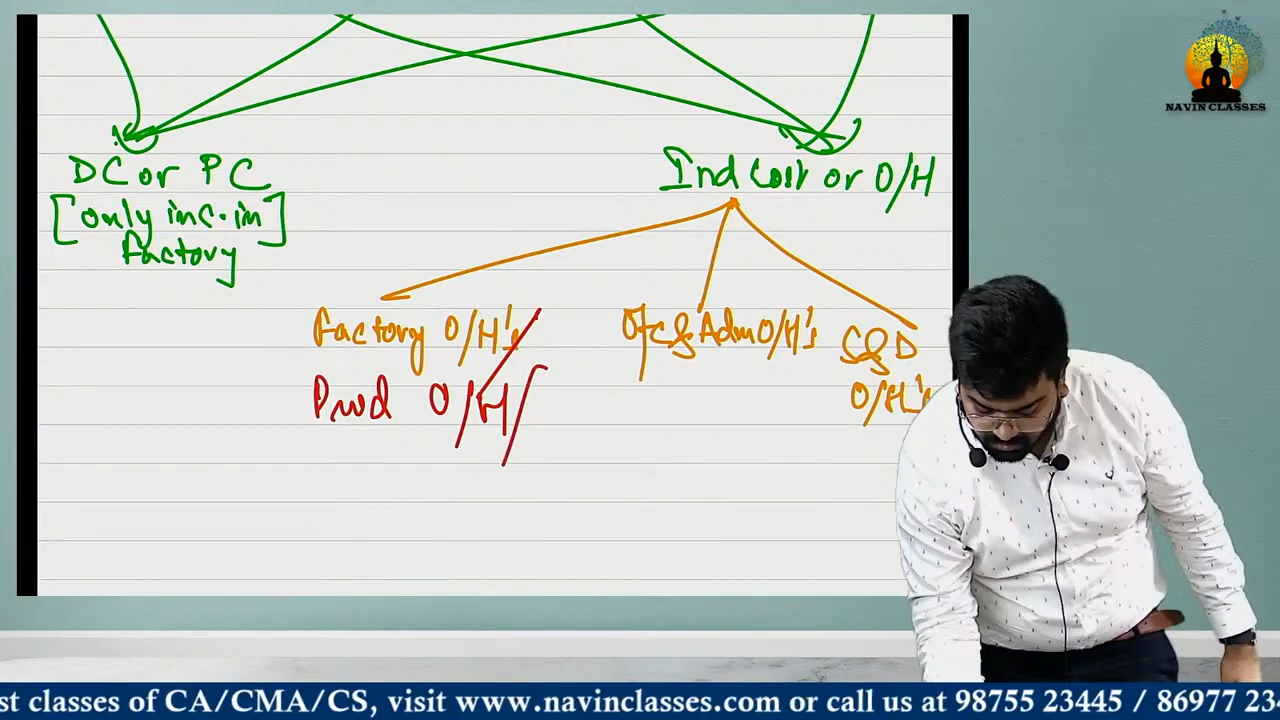 NAVIN CLASSES
DC or PC
[only inc. in]
factory
Ind Cost or O/H
Factory O/H's
Prod O/H
Ofc & Adm O/H's
S & D
O/H's
st classes of CA/CMA/CS, visit www.navinclasses.com or call us at 98755 23445 / 86977 23